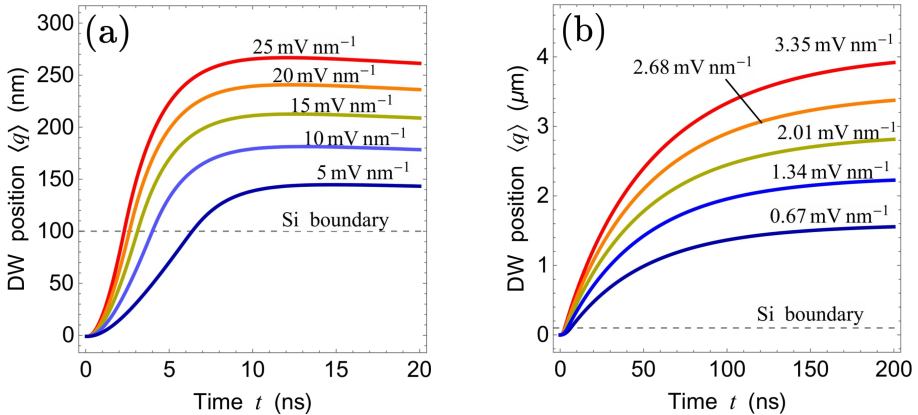 (a)
DW position ⟨q⟩ (nm)
300
250
200
150
100
50
0
25 mV nm⁻¹
20 mV nm⁻¹
15 mV nm⁻¹
10 mV nm⁻¹
5 mV nm⁻¹
Si boundary
0 5 10 15 20
Time t (ns)
(b)
DW position ⟨q⟩ (μm)
4
3
2
1
0
3.35 mV nm⁻¹
2.68 mV nm⁻¹
2.01 mV nm⁻¹
1.34 mV nm⁻¹
0.67 mV nm⁻¹
Si boundary
0 50 100 150 200
Time t (ns)